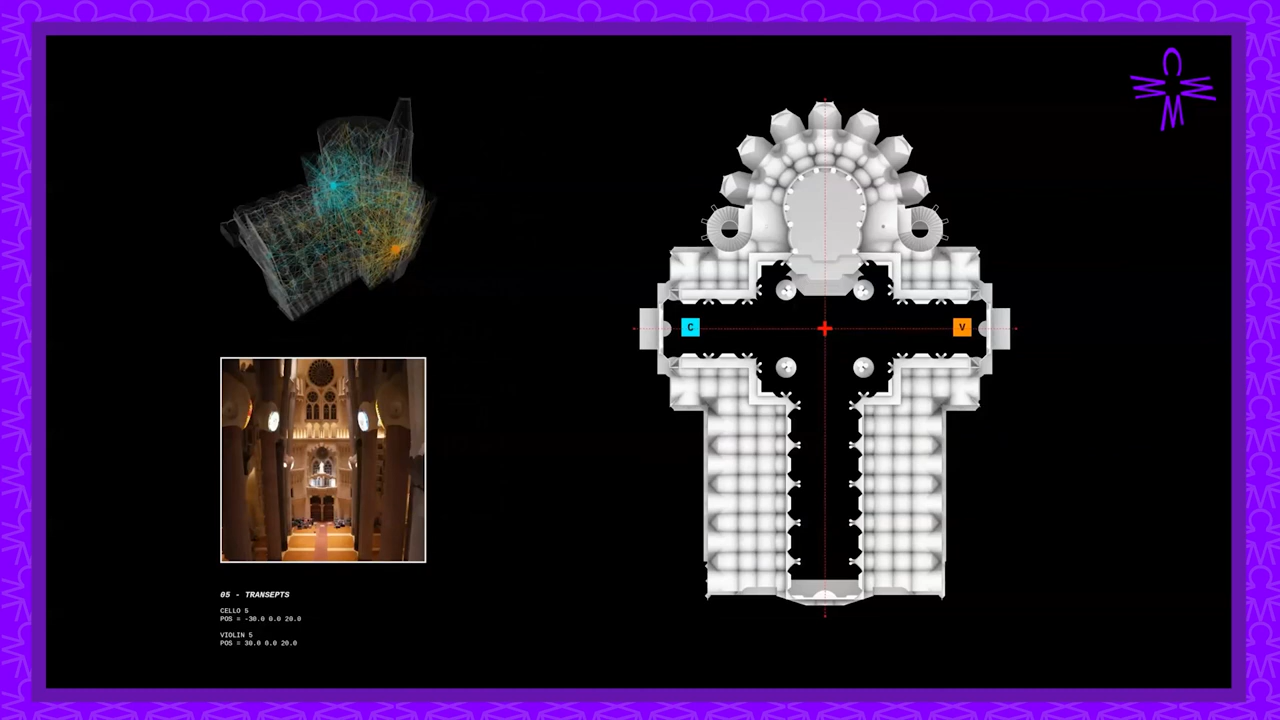 C
V
05 - TRANSEPTS
CELLO 5
POS = -30.0 0.0 20.0
VIOLIN 5
POS = 30.0 0.0 20.0